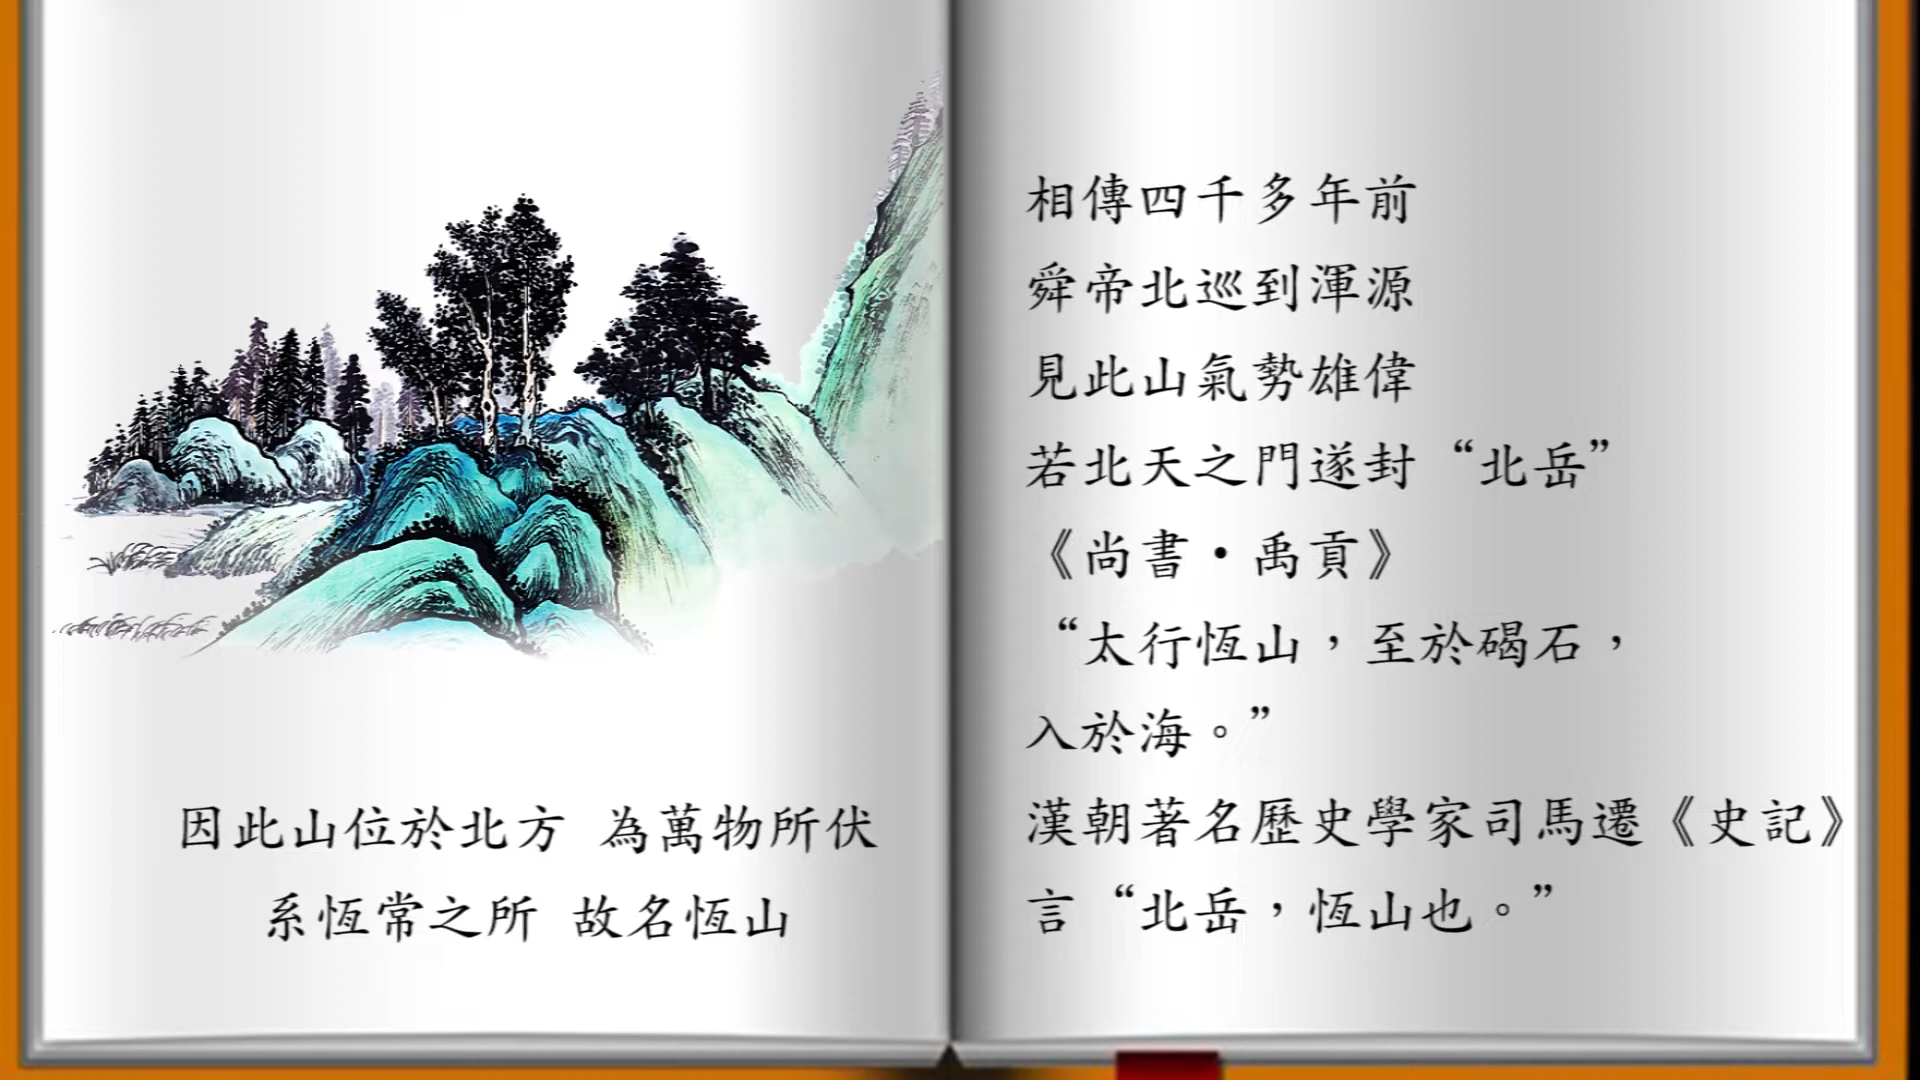 因此山位於北方 為萬物所伏
系恆常之所 故名恆山
相傳四千多年前
舜帝北巡到渾源
見此山氣勢雄偉
若北天之門遂封“北岳”
《尚書·禹貢》
“太行恆山，至於碣石，
入於海。”
漢朝著名歷史學家司馬遷《史記》
言“北岳，恆山也。”